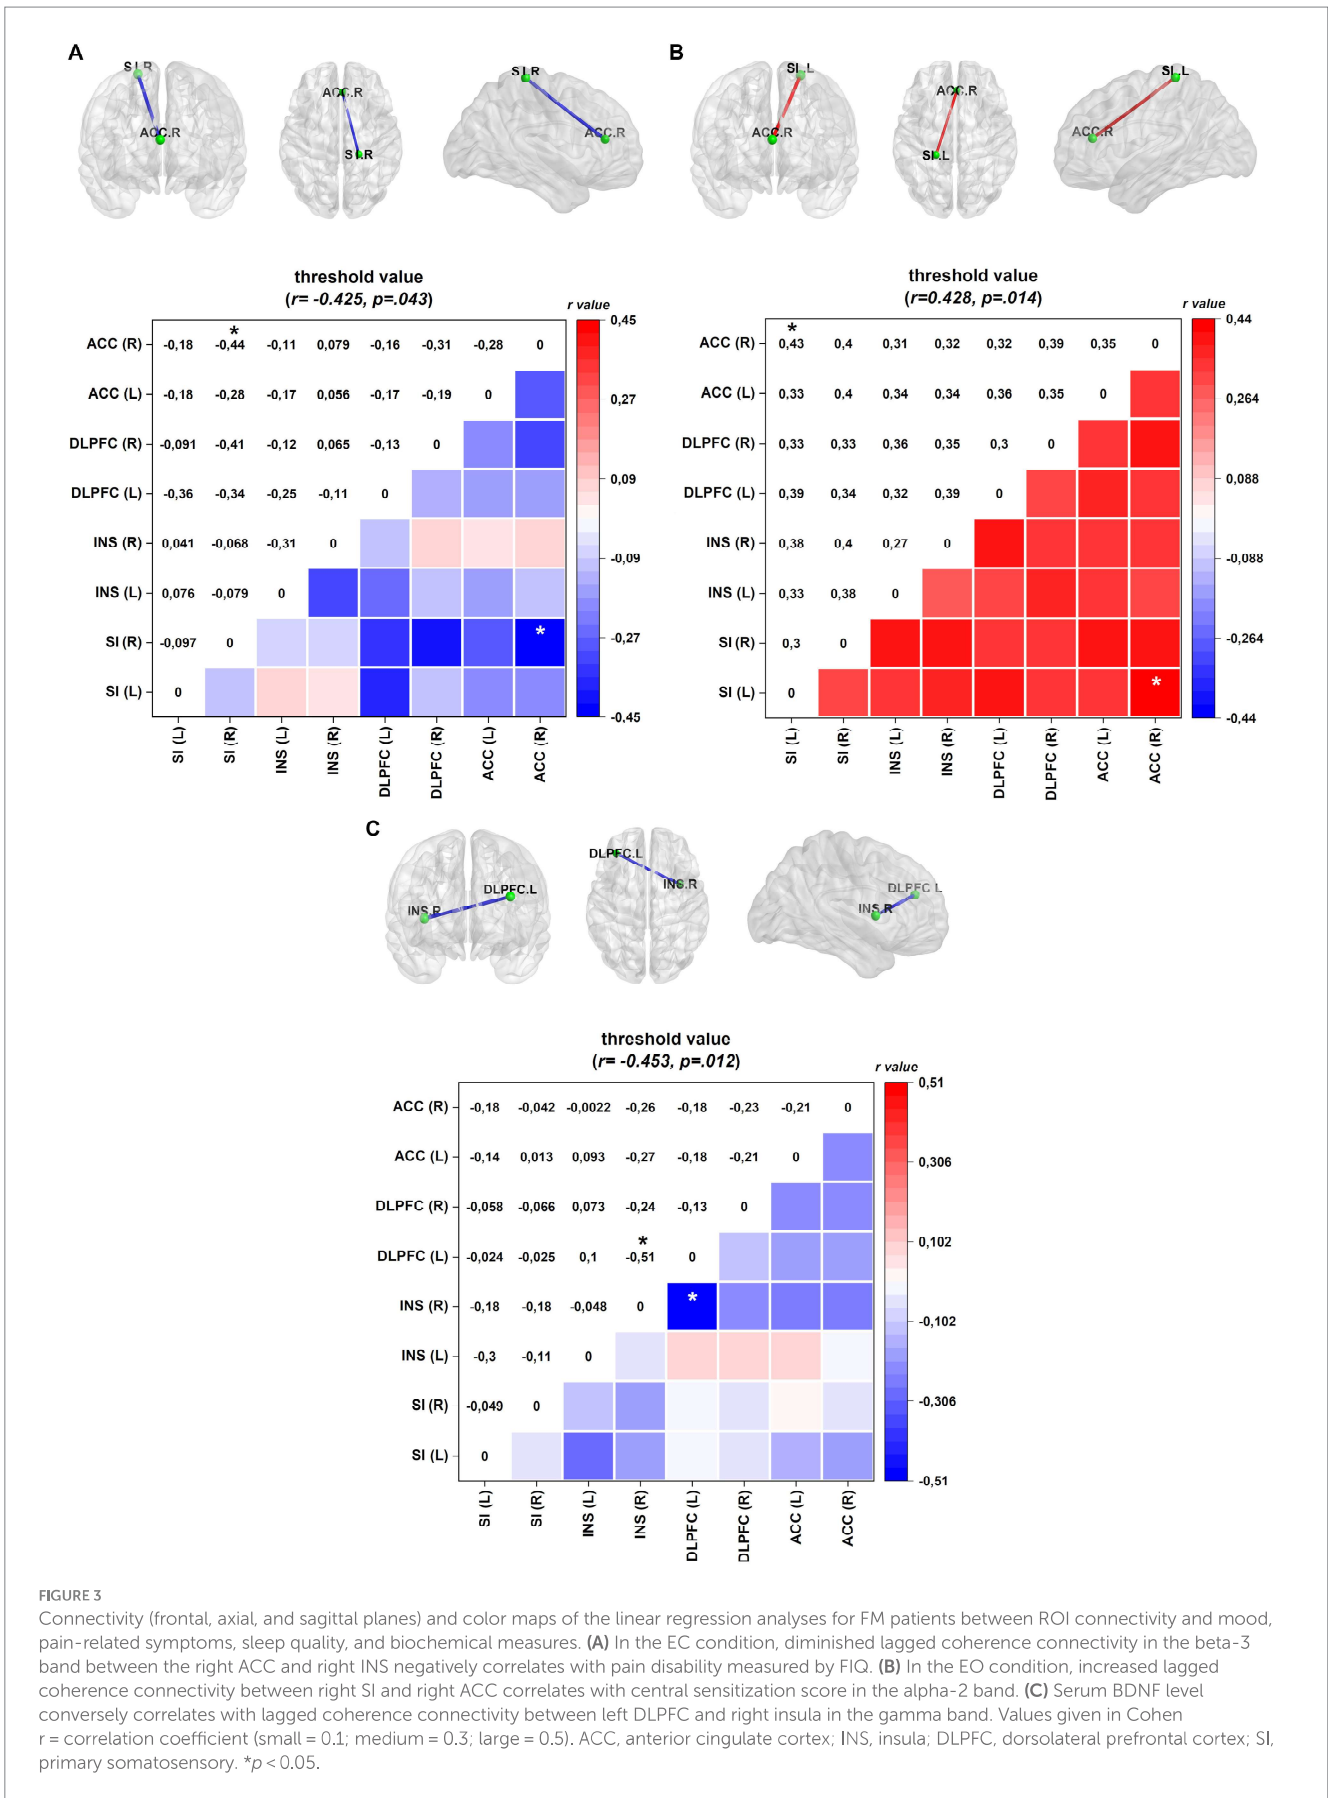 A
S1.R
ACC.R
ACC.R
S1.R
S1.R
ACC.R
B
SI.L
ACC.R
ACC.R
SI.L
SI.L
ACC.R
threshold value
(r= -0.425, p=.043)
r value
ACC (R) -0,18 -0,44 * -0,11 0,079 -0,16 -0,31 -0,28 0
ACC (L) -0,18 -0,28 -0,17 0,056 -0,17 -0,19 0
DLPFC (R) -0,091 -0,41 -0,12 0,065 -0,13 0
DLPFC (L) -0,36 -0,34 -0,25 -0,11 0
INS (R) 0,041 -0,068 -0,31 0
INS (L) 0,076 -0,079 0
SI (R) -0,097 0 *
SI (L) 0
SI (L) SI (R) INS (L) INS (R) DLPFC (L) DLPFC (R) ACC (L) ACC (R)
0,45
0,27
0,09
-0,09
-0,27
-0,45
threshold value
(r=0.428, p=.014)
r value
ACC (R) 0,43 * 0,4 0,31 0,32 0,32 0,39 0,35 0
ACC (L) 0,33 0,4 0,34 0,34 0,36 0,35 0
DLPFC (R) 0,33 0,33 0,36 0,35 0,3 0
DLPFC (L) 0,39 0,34 0,32 0,39 0
INS (R) 0,38 0,4 0,27 0
INS (L) 0,33 0,38 0
SI (R) 0,3 0
SI (L) 0 *
SI (L) SI (R) INS (L) INS (R) DLPFC (L) DLPFC (R) ACC (L) ACC (R)
0,44
0,264
0,088
-0,088
-0,264
-0,44
C
DLPFC.L
INS.R
DLPFC.L
INS.R
DLPFC.L
INS.R
threshold value
(r= -0.453, p=.012)
r value
ACC (R) -0,18 -0,042 -0,0022 -0,26 -0,18 -0,23 -0,21 0
ACC (L) -0,14 0,013 0,093 -0,27 -0,18 -0,21 0
DLPFC (R) -0,058 -0,066 0,073 -0,24 -0,13 0
DLPFC (L) -0,024 -0,025 0,1 -0,51 * 0
INS (R) -0,18 -0,18 -0,048 0 *
INS (L) -0,3 -0,11 0
SI (R) -0,049 0
SI (L) 0
SI (L) SI (R) INS (L) INS (R) DLPFC (L) DLPFC (R) ACC (L) ACC (R)
0,51
0,306
0,102
-0,102
-0,306
-0,51
FIGURE 3
Connectivity (frontal, axial, and sagittal planes) and color maps of the linear regression analyses for FM patients between ROI connectivity and mood,
pain-related symptoms, sleep quality, and biochemical measures. (A) In the EC condition, diminished lagged coherence connectivity in the beta-3
band between the right ACC and right INS negatively correlates with pain disability measured by FIQ. (B) In the EO condition, increased lagged
coherence connectivity between right SI and right ACC correlates with central sensitization score in the alpha-2 band. (C) Serum BDNF level
conversely correlates with lagged coherence connectivity between left DLPFC and right insula in the gamma band. Values given in Cohen
r = correlation coefficient (small = 0.1; medium = 0.3; large = 0.5). ACC, anterior cingulate cortex; INS, insula; DLPFC, dorsolateral prefrontal cortex; SI,
primary somatosensory. *p < 0.05.